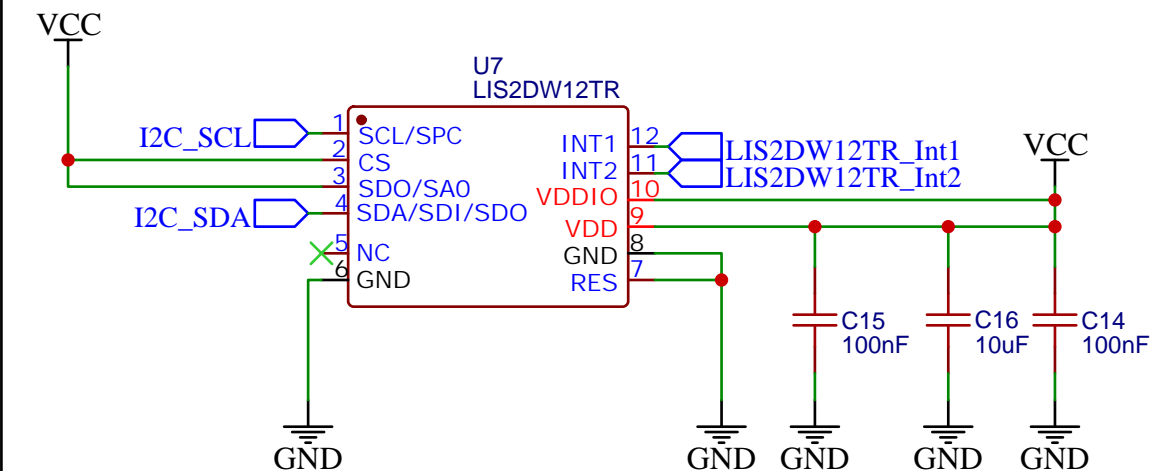 VCC
U7
LIS2DW12TR
I2C_SCL
1
SCL/SPC
2
CS
3
SDO/SA0
I2C_SDA
4
SDA/SDI/SDO
5
NC
6
GND
INT1
12
LIS2DW12TR_Int1
INT2
11
LIS2DW12TR_Int2
VDDIO
10
VDD
9
GND
8
RES
7
VCC
C15
100nF
C16
10uF
C14
100nF
GND
GND
GND
GND
GND